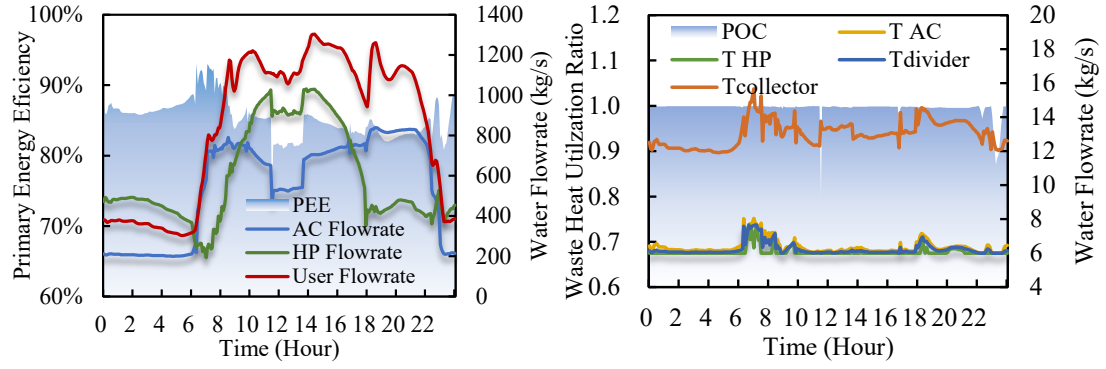 Primary Energy Eficiency
100%
90%
80%
70%
60%
1400
1200
1000
800
600
400
200
0
Water Flowrate (kg/s)
PEE
AC Flowrate
HP Flowrate
User Flowrate
0 2 4 6 8 10 12 14 16 18 20 22
Time (Hour)
Waste Heat Utilzation Ratio
1.2
1.1
1.0
0.9
0.8
0.7
0.6
20
18
16
14
12
10
8
6
4
Water Flowrate (kg/s)
POC T AC
T HP Tdivider
Tcollector
0 2 4 6 8 10 12 14 16 18 20 22
Time (Hour)